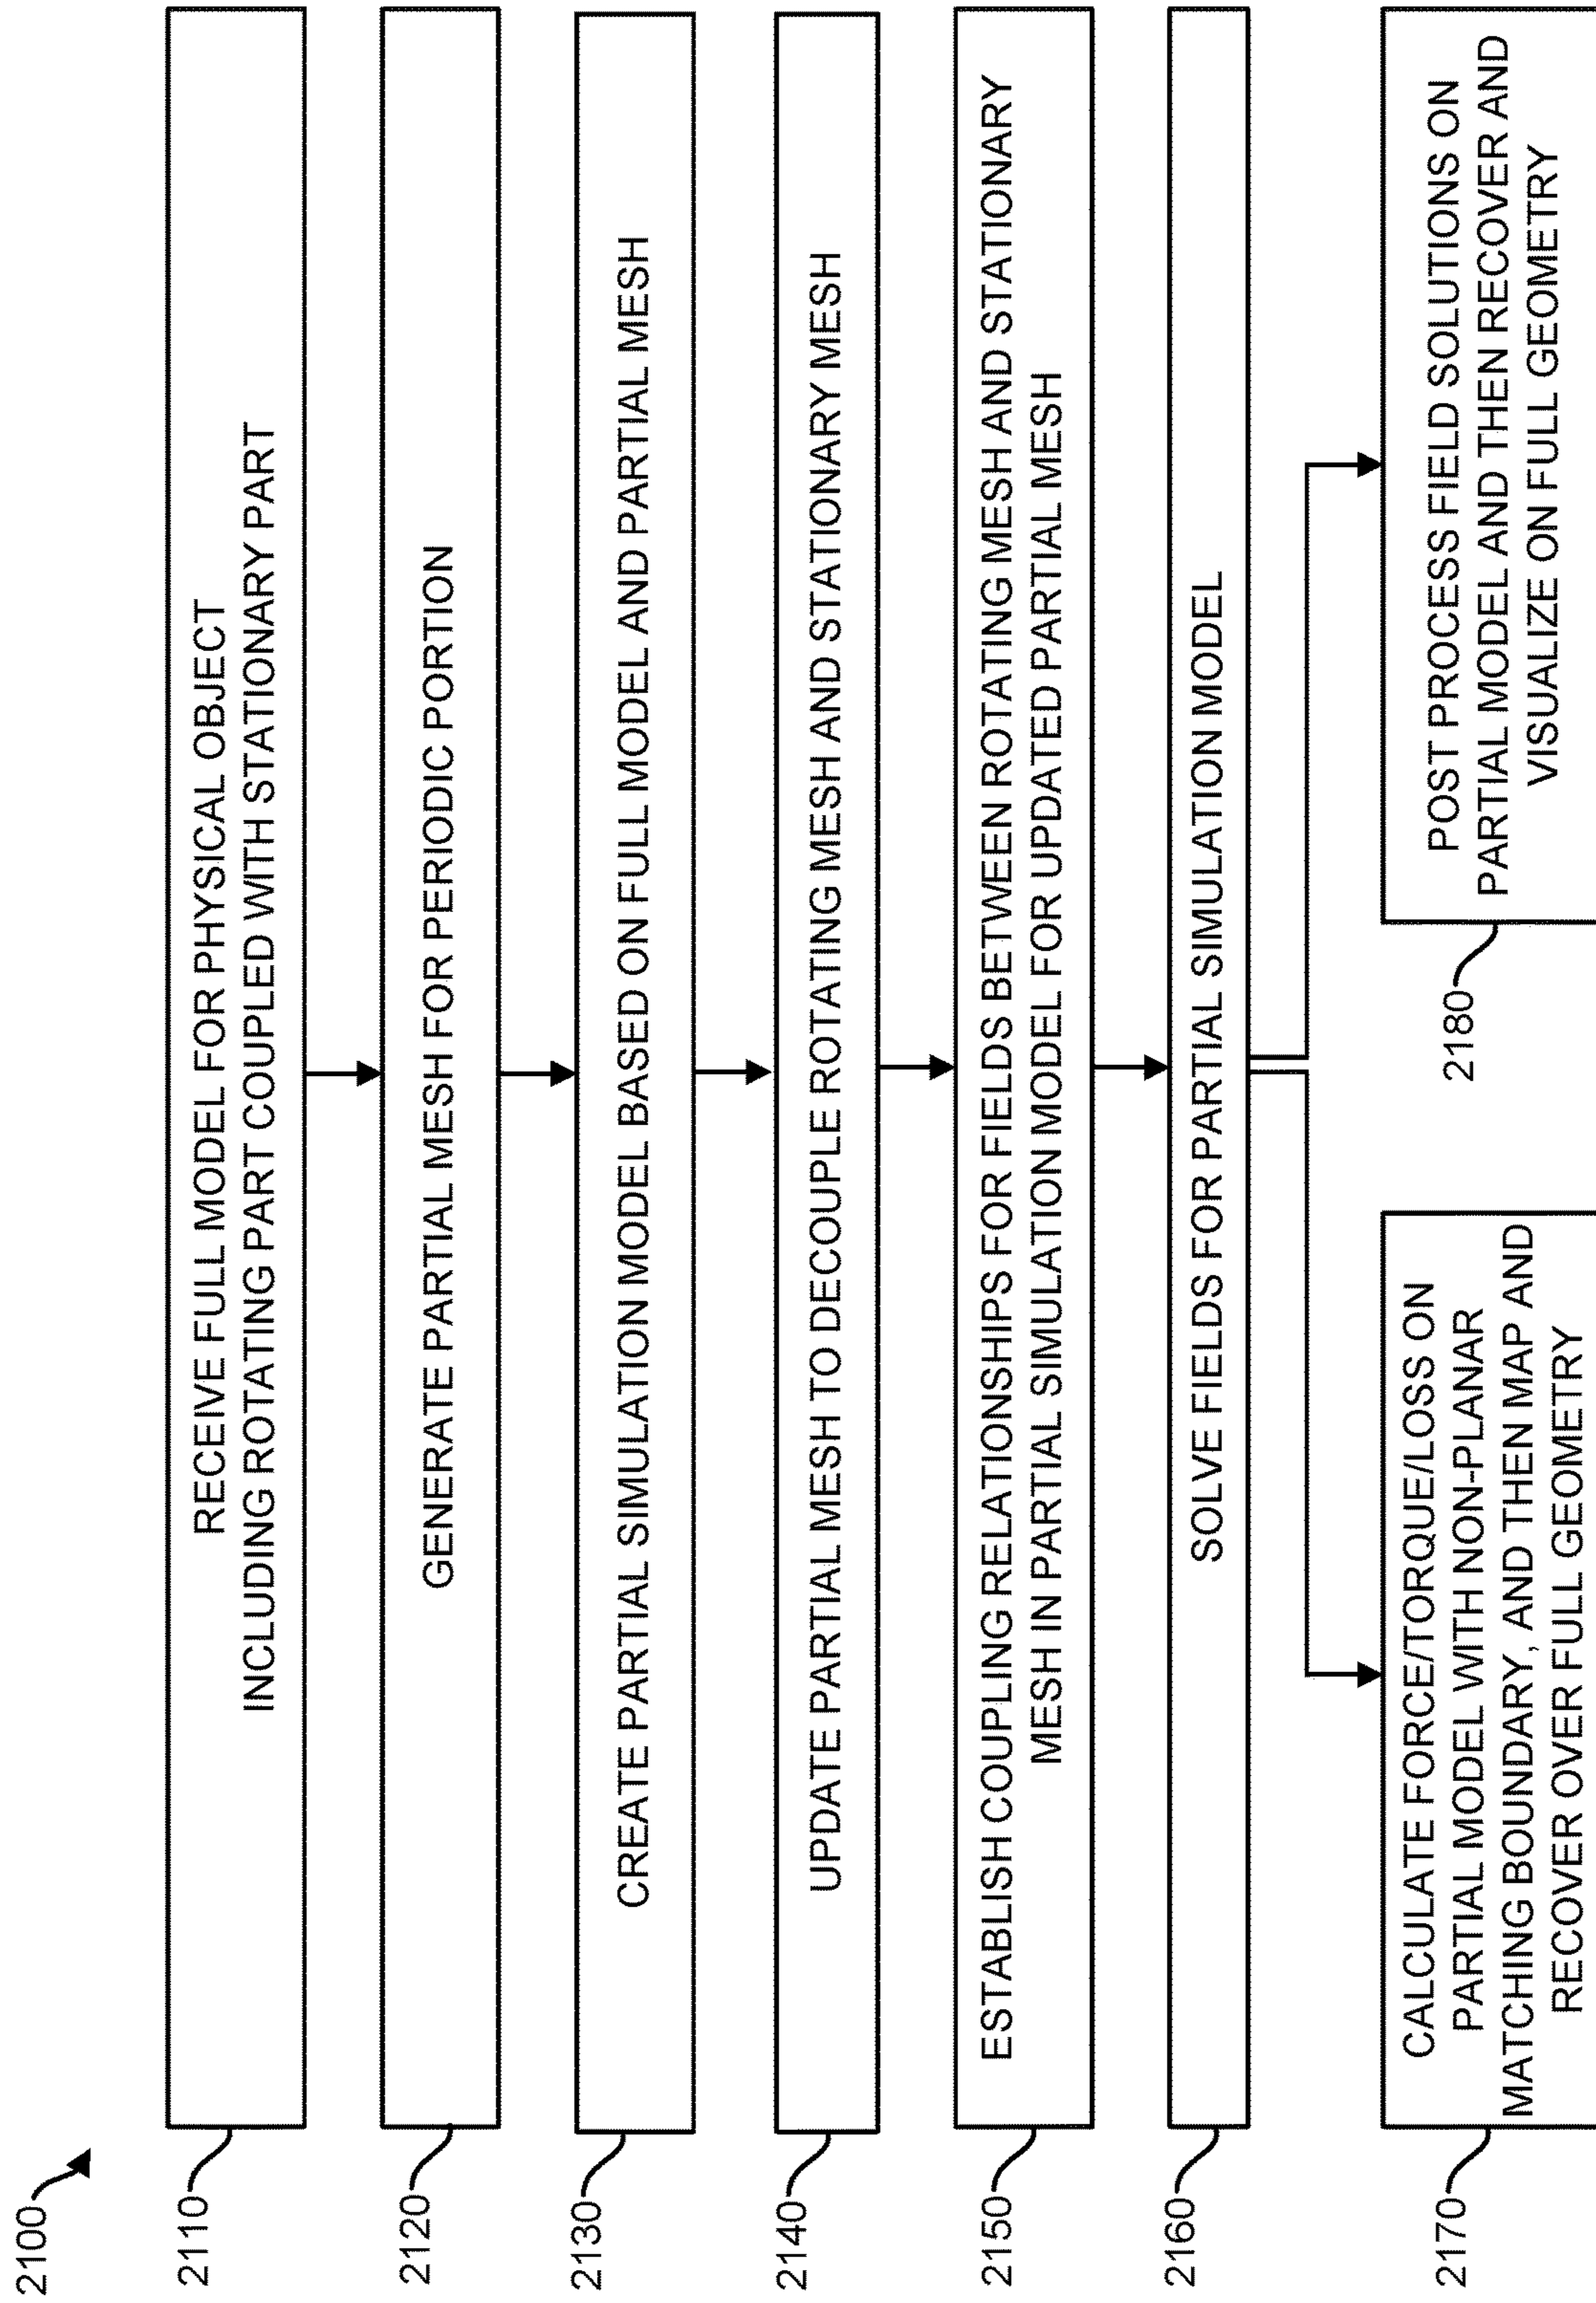 2100
2110
RECEIVE FULL MODEL FOR PHYSICAL OBJECT
INCLUDING ROTATING PART COUPLED WITH STATIONARY PART
2120
GENERATE PARTIAL MESH FOR PERIODIC PORTION
2130
CREATE PARTIAL SIMULATION MODEL BASED ON FULL MODEL AND PARTIAL MESH
2140
UPDATE PARTIAL MESH TO DECOUPLE ROTATING MESH AND STATIONARY MESH
2150
ESTABLISH COUPLING RELATIONSHIPS FOR FIELDS BETWEEN ROTATING MESH AND STATIONARY
MESH IN PARTIAL SIMULATION MODEL FOR UPDATED PARTIAL MESH
2160
SOLVE FIELDS FOR PARTIAL SIMULATION MODEL
2170
CALCULATE FORCE/TORQUE/LOSS ON
PARTIAL MODEL WITH NON-PLANAR
MATCHING BOUNDARY, AND THEN MAP AND
RECOVER OVER FULL GEOMETRY
2180
POST PROCESS FIELD SOLUTIONS ON
PARTIAL MODEL AND THEN RECOVER AND
VISUALIZE ON FULL GEOMETRY